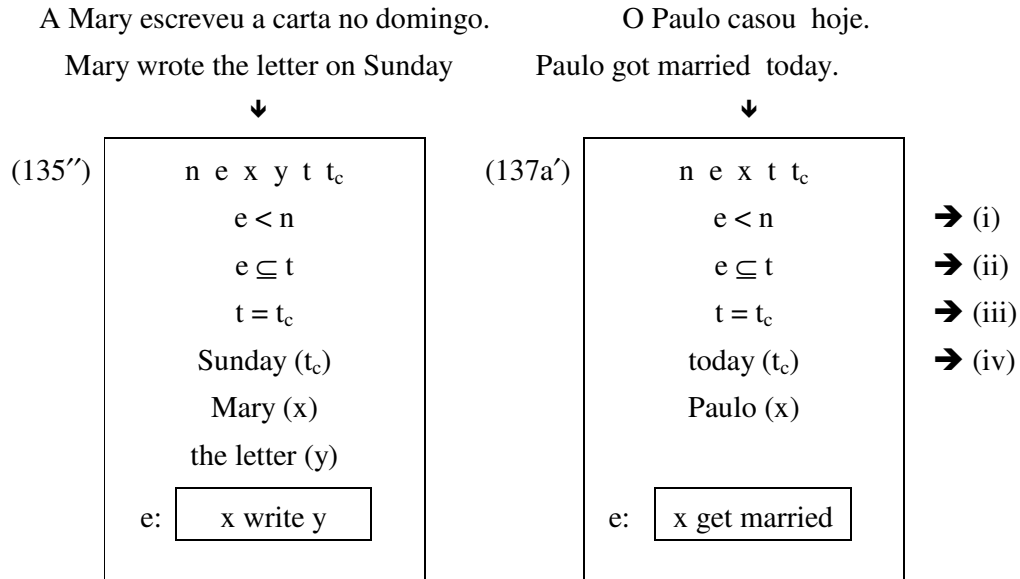 A Mary escreveu a carta no domingo. O Paulo casou hoje.
Mary wrote the letter on Sunday Paulo got married today.
🡻 🡻
(135′′) n e x y t t_c (137a′) n e x t t_c
e < n e < n ➔ (i)
e ⊆ t e ⊆ t ➔ (ii)
t = t_c t = t_c ➔ (iii)
Sunday (t_c) today (t_c) ➔ (iv)
Mary (x) Paulo (x)
the letter (y)
e: x write y e: x get married